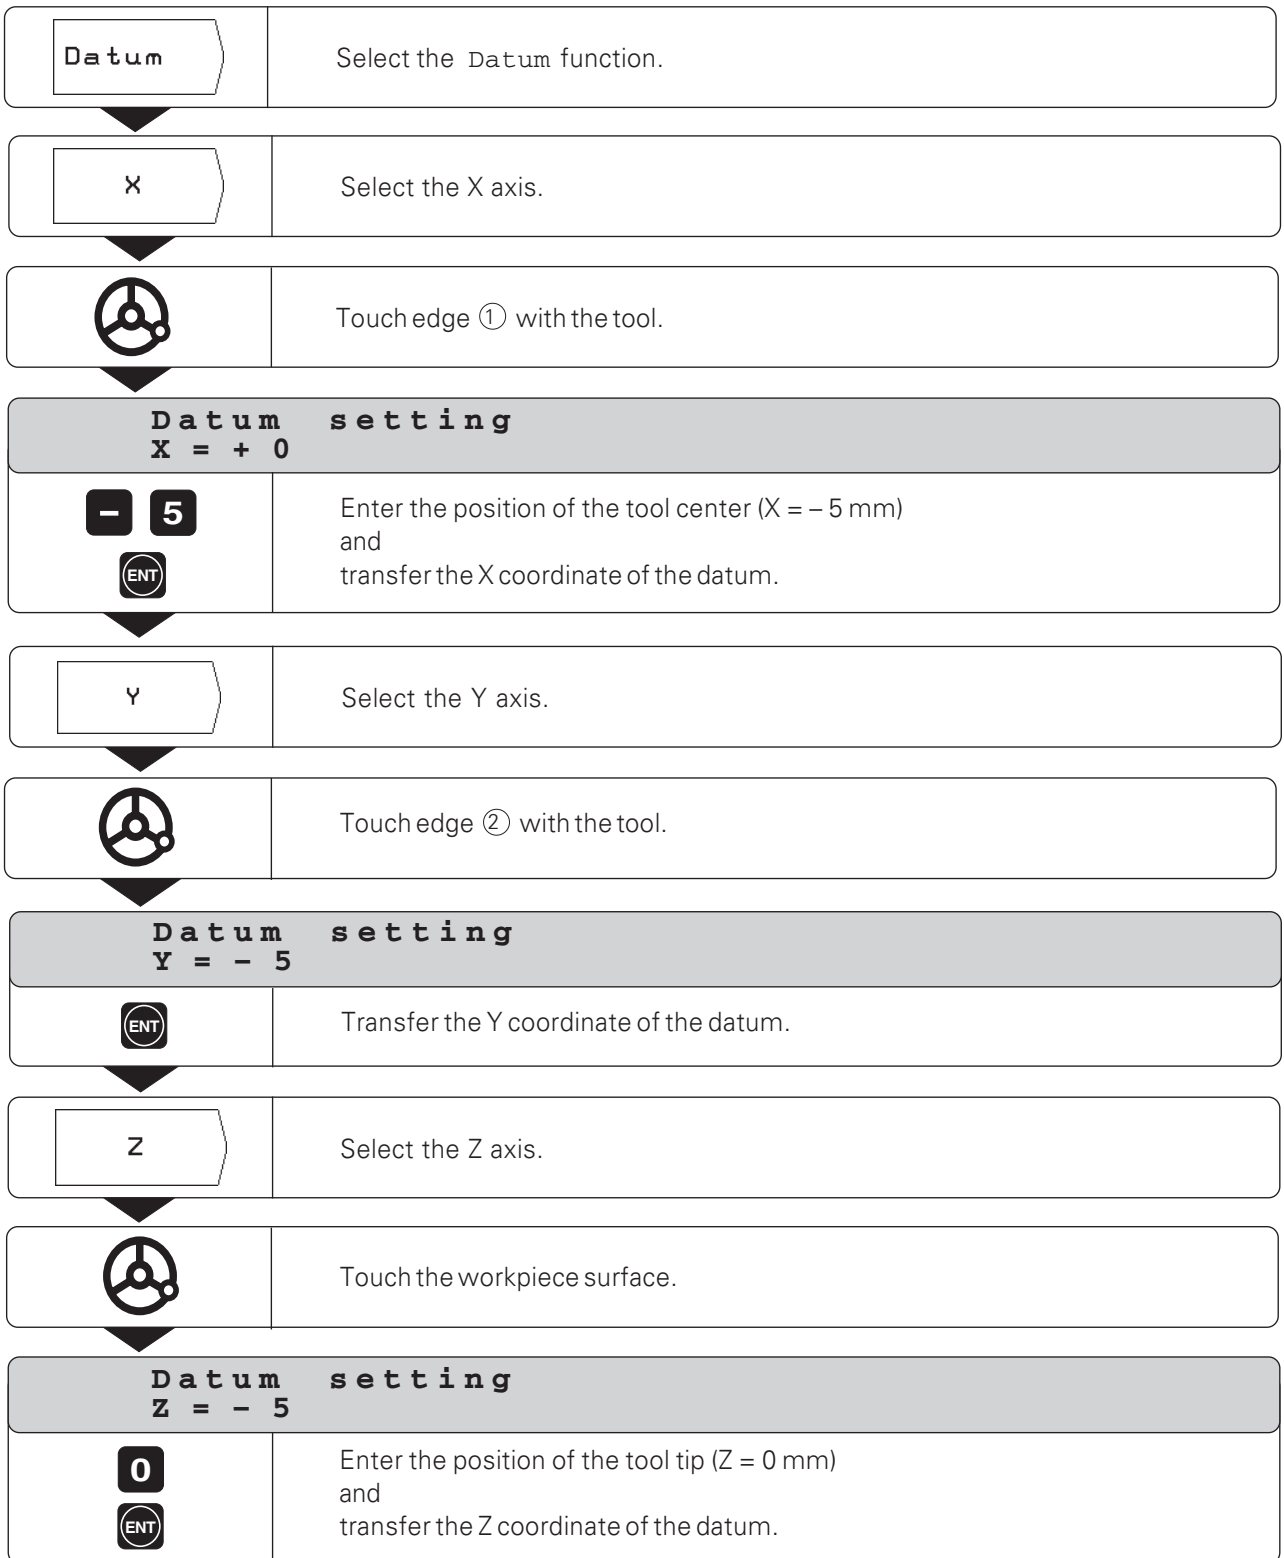 Datum
Select the Datum function.
X
Select the X axis.
Touch edge ① with the tool.
Datum setting
X = + 0
- 5
Enter the position of the tool center (X = – 5 mm)
and
ENT
transfer the X coordinate of the datum.
Y
Select the Y axis.
Touch edge ② with the tool.
Datum setting
Y = – 5
ENT
Transfer the Y coordinate of the datum.
Z
Select the Z axis.
Touch the workpiece surface.
Datum setting
Z = – 5
0
Enter the position of the tool tip (Z = 0 mm)
and
ENT
transfer the Z coordinate of the datum.